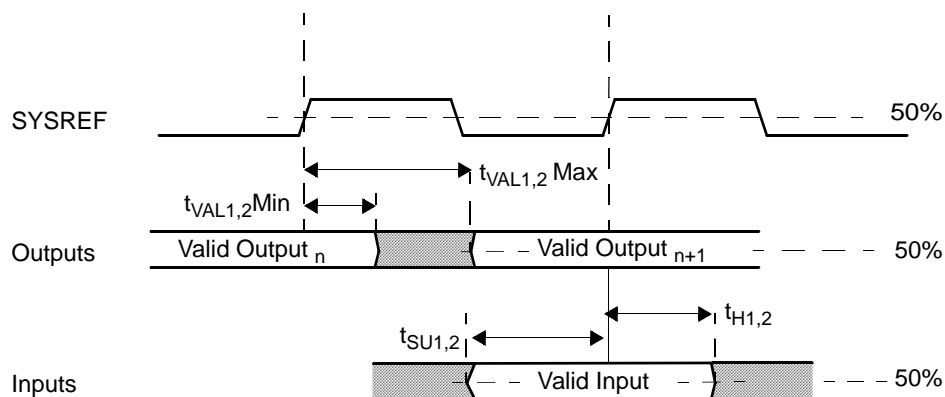 SYSREF
50%
tVAL1,2 Max
tVAL1,2Min
Outputs
Valid Output n
Valid Output n+1
50%
tSU1,2
tH1,2
Inputs
Valid Input
50%